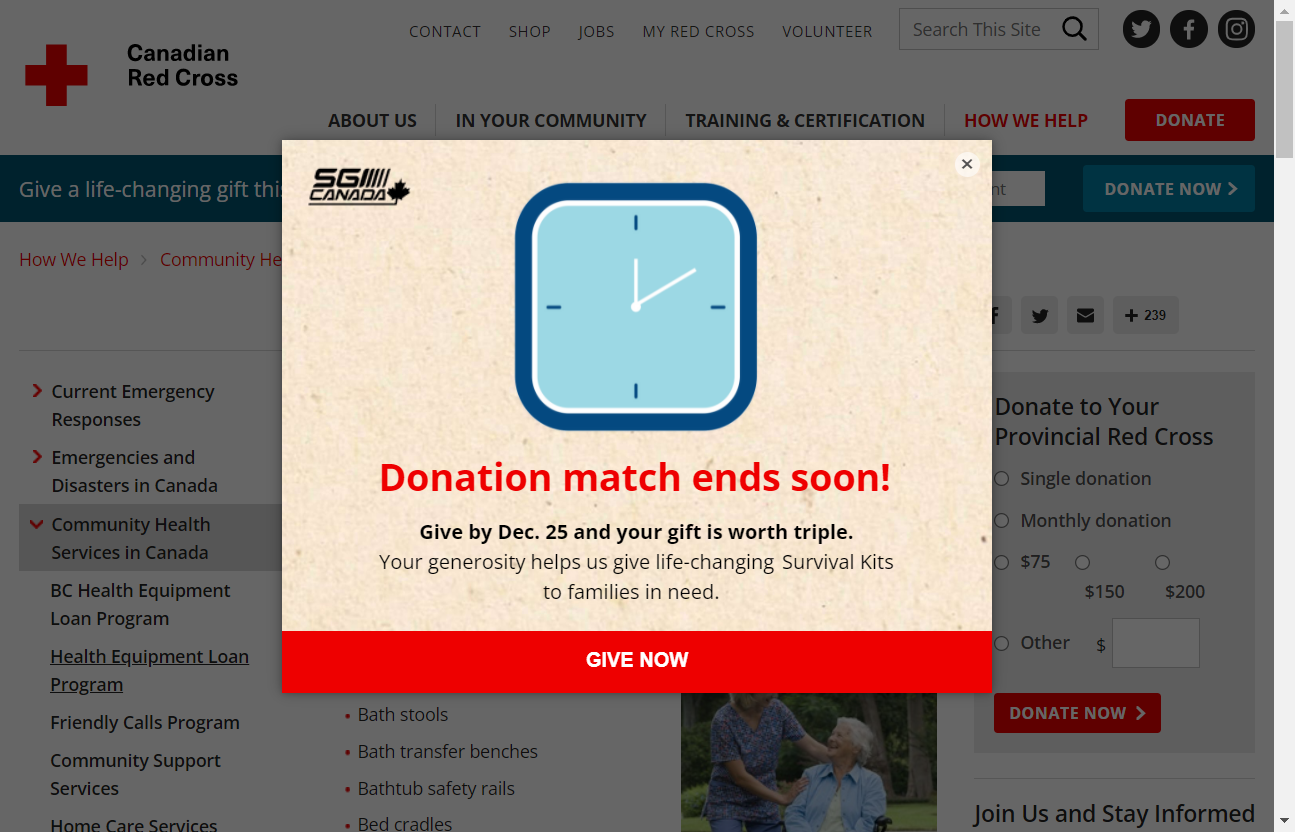 CONTACT SHOP JOBS MY RED CROSS VOLUNTEER Search This Site
Canadian
Red Cross
ABOUT US IN YOUR COMMUNITY TRAINING & CERTIFICATION HOW WE HELP DONATE
Give a life-changing gift
DONATE NOW
How We Help Community
SGI
CANADA
Donation match ends soon!
Give by Dec. 25 and your gift is worth triple.
Your generosity helps us give life-changing Survival Kits
to families in need.
GIVE NOW
239
Current Emergency
Responses
Emergencies and
Disasters in Canada
Community Health
Services in Canada
BC Health Equipment
Loan Program
Health Equipment Loan
Program
Friendly Calls Program
Community Support
Services
Home Care Services
Bath stools
Bath transfer benches
Bathtub safety rails
Bed cradles
Donate to Your
Provincial Red Cross
Single donation
Monthly donation
$75
$150 $200
Other $
DONATE NOW
Join Us and Stay Informed